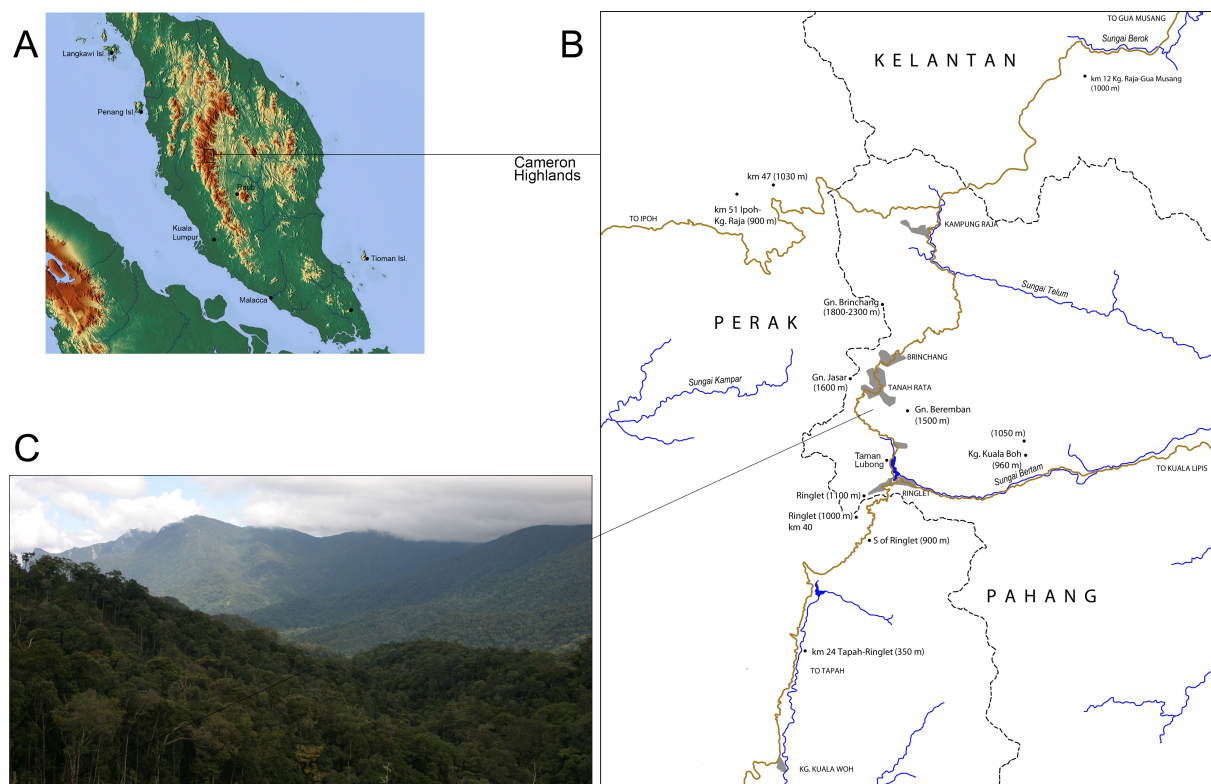 A
Langkawi Isl.
Penang Isl.
Kuala
Lumpur
Malacca
Tioman Isl.
Cameron
Highlands
B
TO GUA MUSANG
Sungai Berok
KELANTAN
km 12 Kg. Raja-Gua Musang
(1000 m)
km 47 (1030 m)
km 51 Ipoh-
Kg. Raja (900 m)
TO IPOH
KAMPUNG RAJA
Sungai Telum
Gn. Brinchang
(1800-2300 m)
PERAK
BRINCHANG
Sungai Kampar
Gn. Jasar
(1600 m)
TANAH RATA
Gn. Beremban
(1500 m)
(1050 m)
Kg. Kuala Boh
(960 m)
Taman
Lubong
Sungai Bertam
TO KUALA LIPIS
Ringlet (1100 m)
RINGLET
Ringlet (1000 m)
km 40
S of Ringlet (900 m)
PAHANG
km 24 Tapah-Ringlet (350 m)
TO TAPAH
KG. KUALA WOH
C